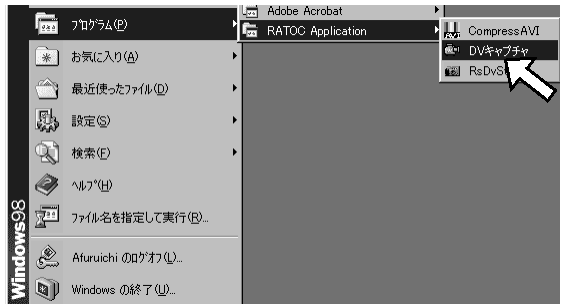 Windows98
プログラム(P)
お気に入り(A)
最近使ったファイル(D)
設定(S)
検索(F)
ヘルプ(H)
ファイル名を指定して実行(R)...
Afuruichi のログオフ(L)...
Windows の終了(U)...
Adobe Acrobat
RATOC Application
CompressAVI
DVキャプチャ